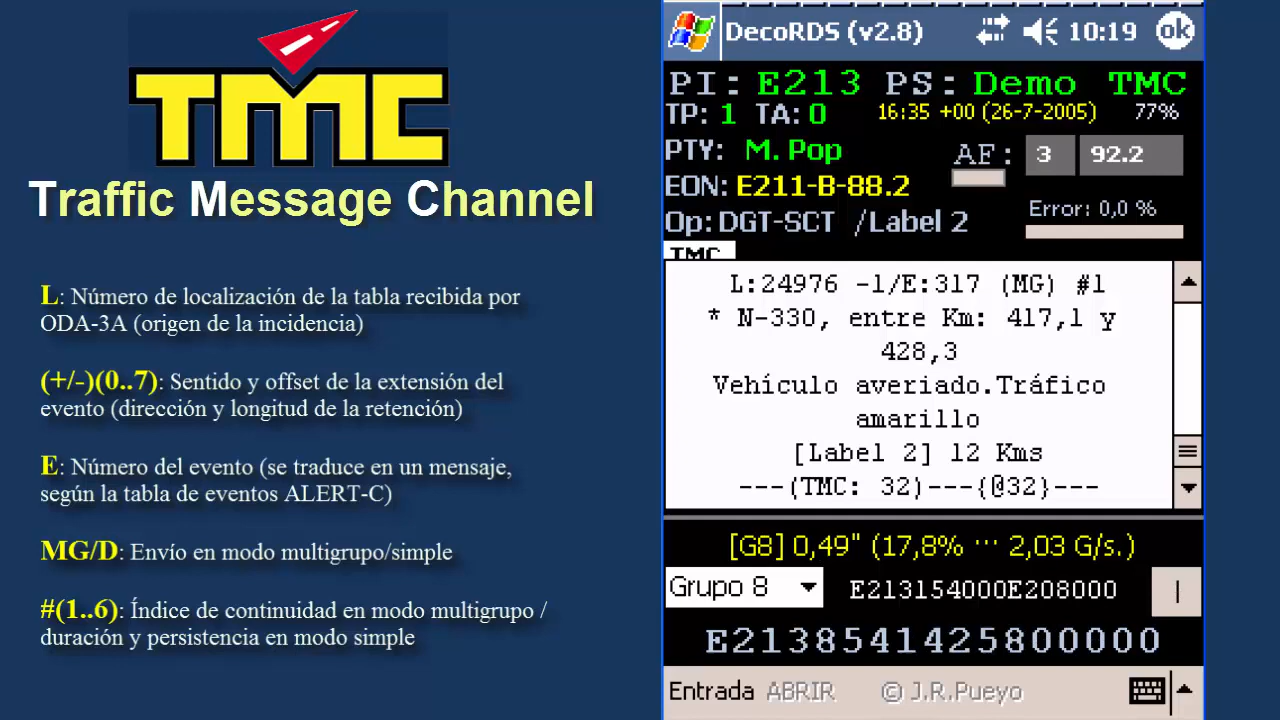 TMC
Traffic Message Channel
L: Número de localización de la tabla recibida por
ODA-3A (origen de la incidencia)
(+/-)(0..7): Sentido y offset de la extensión del
evento (dirección y longitud de la retención)
E: Número del evento (se traduce en un mensaje,
según la tabla de eventos ALERT-C)
MG/D: Envío en modo multigrupo/simple
#(1..6): Índice de continuidad en modo multigrupo /
duración y persistencia en modo simple
DecoRDS (v2.8) 10:19 ok
PI: E213 PS: Demo TMC
TP: 1 TA: 0 16:35 +00 (26-7-2005) 77%
PTY: M. Pop AF: 3 92.2
EON: E211-B-88.2
Op: DGT-SCT /Label 2 Error: 0,0 %
TMC
L:24976 -1/E:317 (MG) #1
* N-330, entre Km: 417,1 y
428,3
Vehículo averiado.Tráfico
amarillo
[Label 2] 12 Kms
---(TMC: 32)---{@32}---
[G8] 0,49" (17,8% ... 2,03 G/s.)
Grupo 8 E213154000E208000 |
E21385414258000000
Entrada ABRIR © J.R.Pueyo